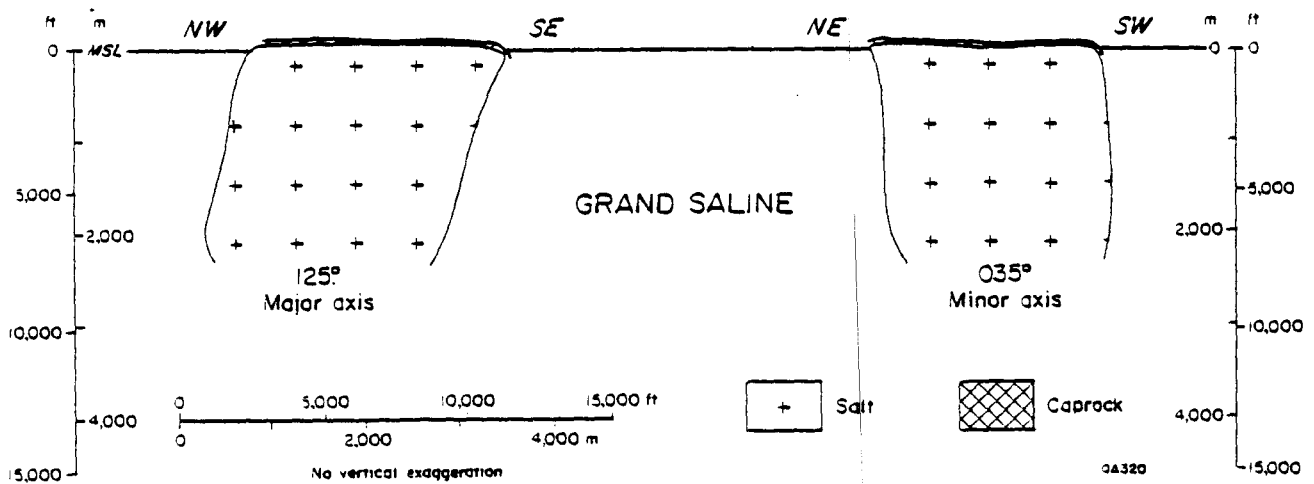 ft m NW SE NE SW m ft
0 MSL 0 0
5,000 GRAND SALINE 5,000
2,000 2,000
125° 035°
Major axis Minor axis
10,000 10,000
0 5,000 10,000 15,000 ft
+ Salt Caprock
4,000 4,000
0 2,000 4,000 m
No vertical exaggeration QA320
15,000 15,000